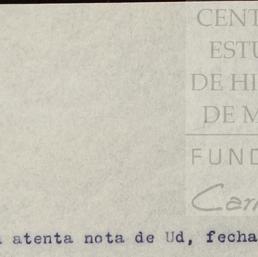 CENT
ESTU
DE HI
DE M
FUND
Car
atenta nota de Ud, fecha